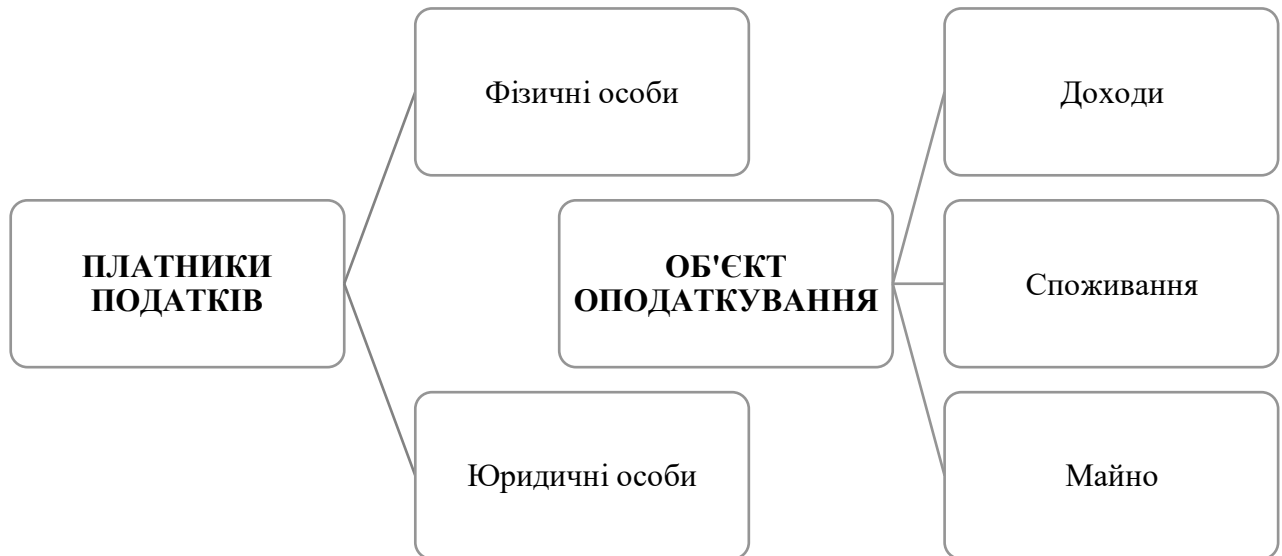 Фізичні особи
ПЛАТНИКИ
ПОДАТКІВ
Юридичні особи
Доходи
ОБ'ЄКТ
ОПОДАТКУВАННЯ
Споживання
Майно